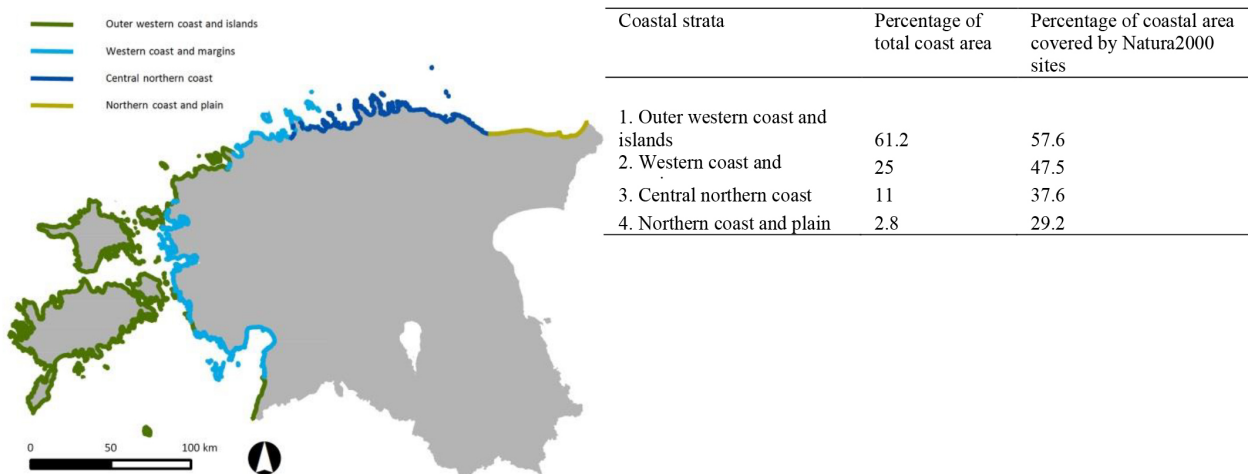 Outer western coast and islands
Western coast and margins
Central northern coast
Northern coast and plain
0 50 100 km
Coastal strata Percentage of Percentage of coastal area
total coast area covered by Natura2000
sites
1. Outer western coast and
islands 61.2 57.6
2. Western coast and 25 47.5
3. Central northern coast 11 37.6
4. Northern coast and plain 2.8 29.2